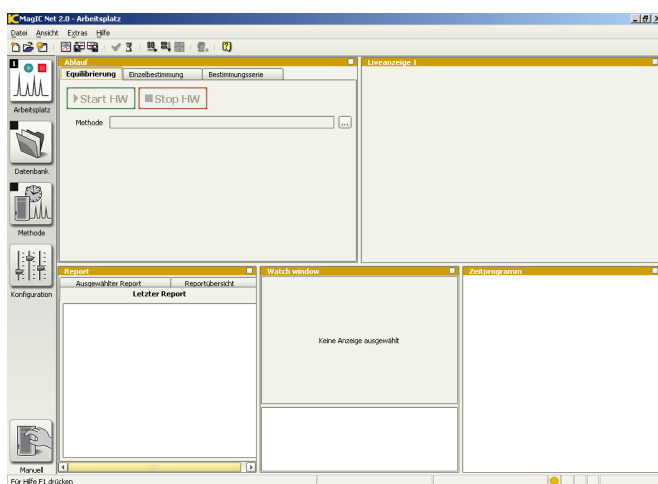 MagIC Net 2.0 - Arbeitsplatz
Datei Ansicht Extras Hilfe
1
Arbeitsplatz
Datenbank
Methode
Konfiguration
Manuell
Ablauf
Equilibrierung Einzelbestimmung Bestimmungsserie
Start HW Stop HW
Methode ...
Liveanzeige 1
Report
Ausgewählter Report Reportübersicht
Letzter Report
Watch window
Keine Anzeige ausgewählt
Zeitprogramm
Für Hilfe F1 drücken